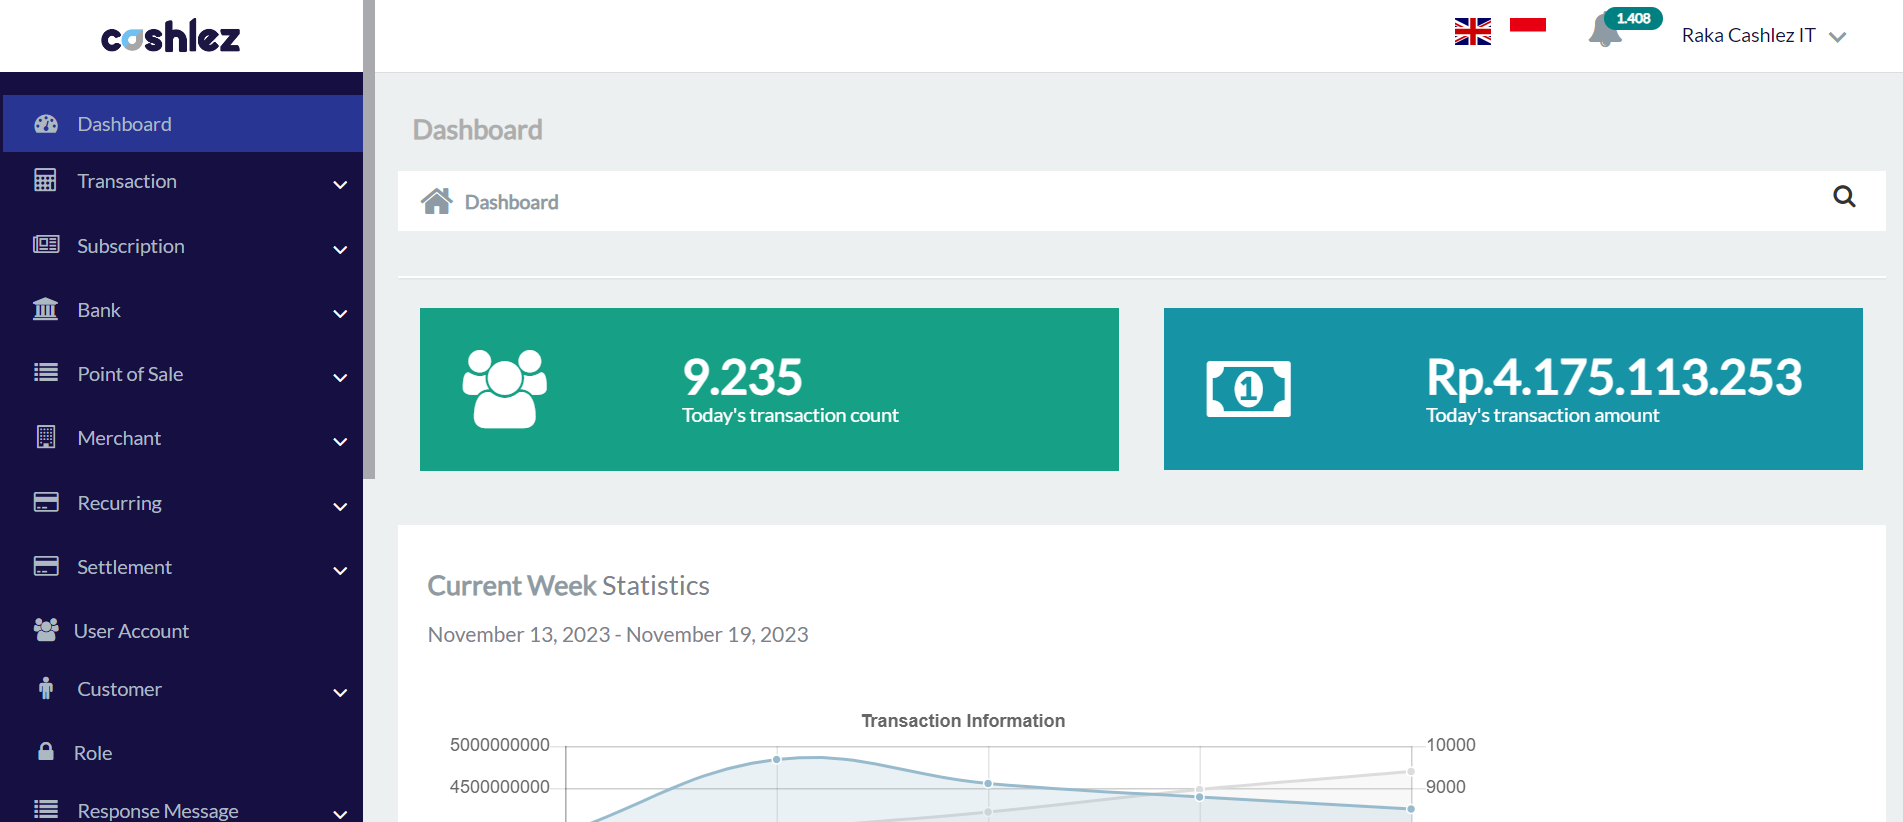 cashlez
1.408
Raka Cashlez IT
Dashboard
Transaction
Subscription
Bank
Point of Sale
Merchant
Recurring
Settlement
User Account
Customer
Role
Response Message
Dashboard
Dashboard
9.235
Today's transaction count
1
Rp.4.175.113.253
Today's transaction amount
Current Week Statistics
November 13, 2023 - November 19, 2023
Transaction Information
5000000000
10000
4500000000
9000